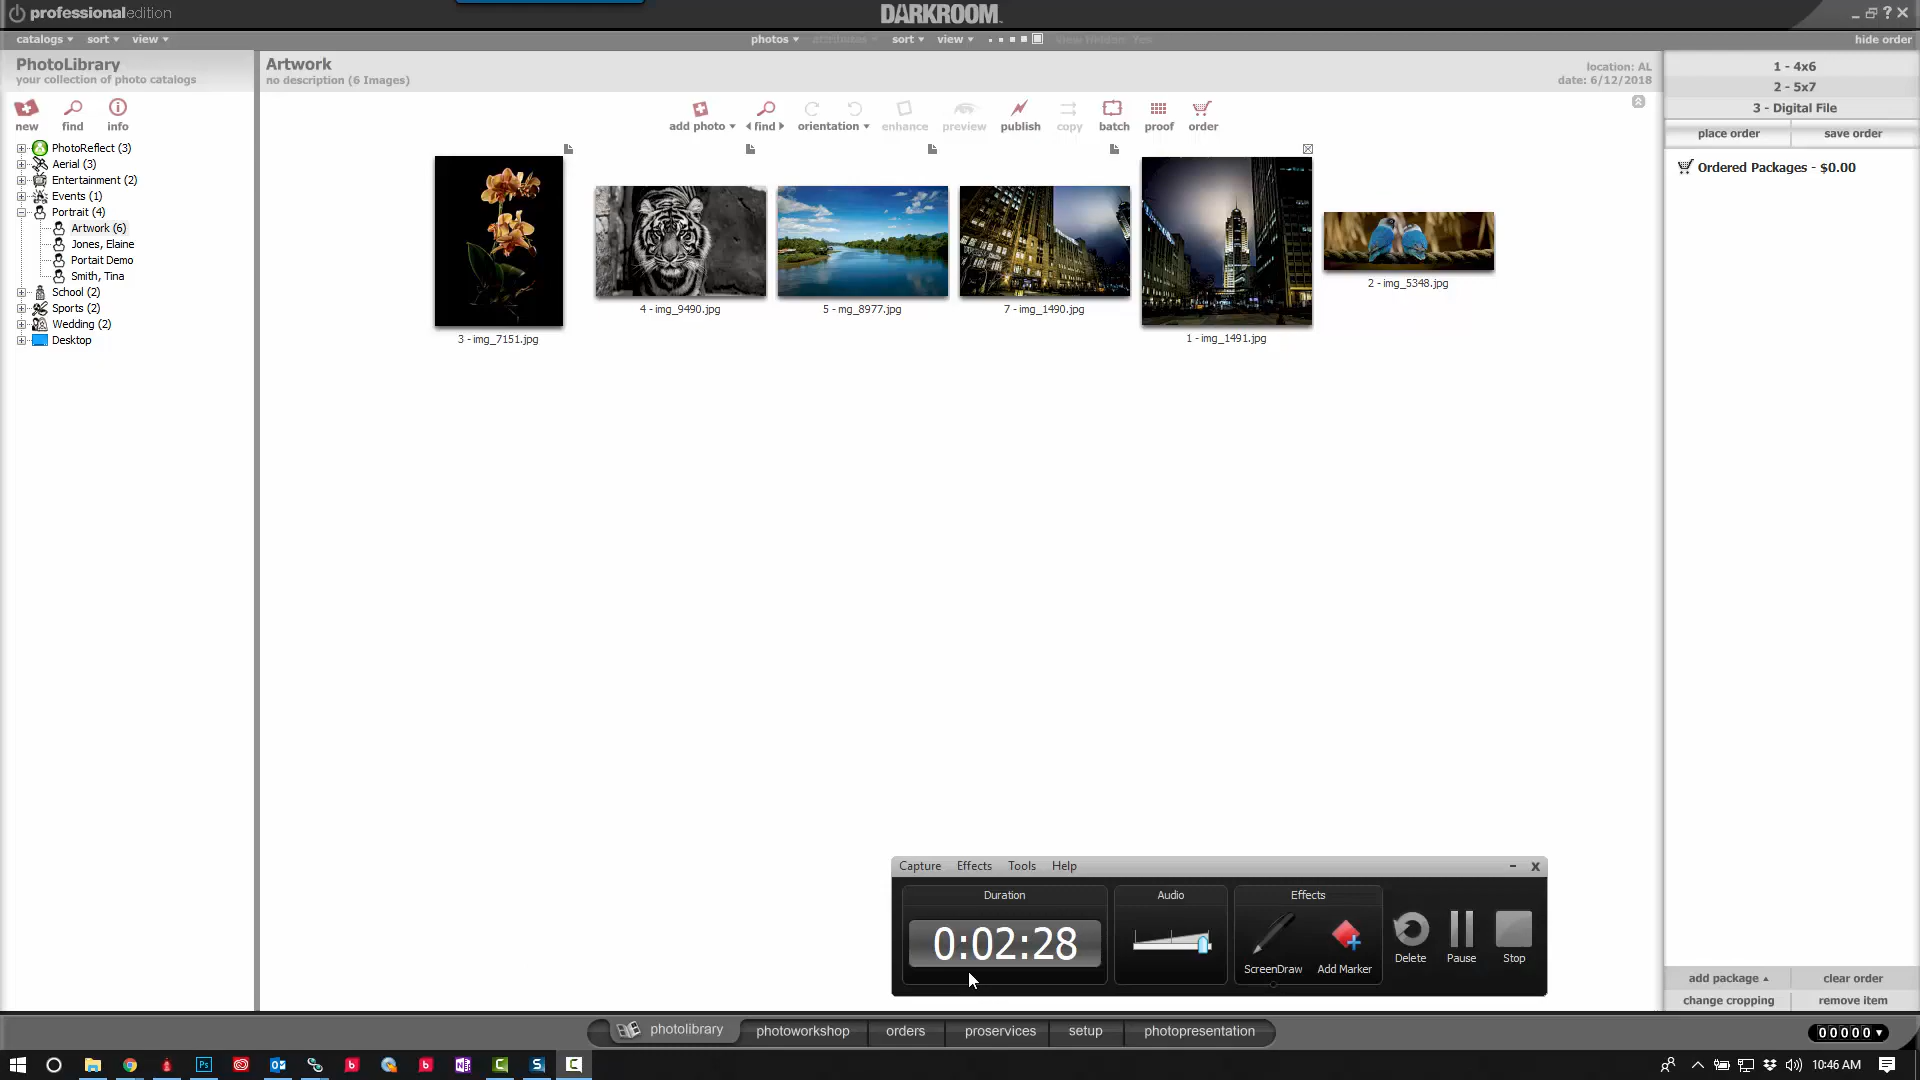 professionaledition
DARKROOM
catalogs sort view
photos attributes sort view
hide order
PhotoLibrary
your collection of photo catalogs
new find info
PhotoReflect (3)
Aerial (3)
Entertainment (2)
Events (1)
Portrait (4)
Artwork (6)
Jones, Elaine
Portait Demo
Smith, Tina
School (2)
Sports (2)
Wedding (2)
Desktop
Artwork
no description (6 Images)
location: AL
date: 6/12/2018
add photo find orientation enhance preview publish copy batch proof order
3 - img_7151.jpg
4 - img_9490.jpg
5 - mg_8977.jpg
7 - img_1490.jpg
1 - img_1491.jpg
2 - img_5348.jpg
1 - 4x6
2 - 5x7
3 - Digital File
place order save order
Ordered Packages - $0.00
Capture Effects Tools Help
Duration
0:02:28
Audio
Effects
ScreenDraw
Add Marker
Delete
Pause
Stop
add package clear order
change cropping remove item
photolibrary photoworkshop orders proservices setup photopresentation
00000
10:46 AM